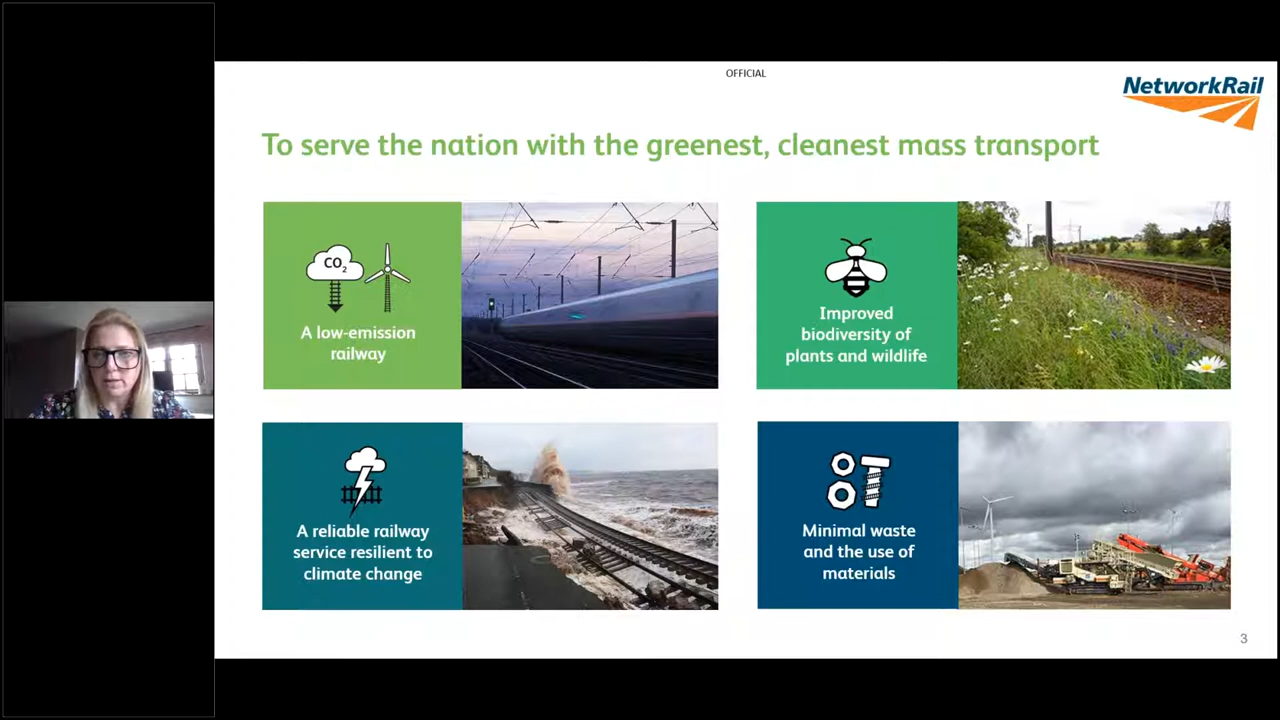 OFFICIAL
NetworkRail
To serve the nation with the greenest, cleanest mass transport
CO2
A low-emission
railway
Improved
biodiversity of
plants and wildlife
A reliable railway
service resilient to
climate change
Minimal waste
and the use of
materials
3